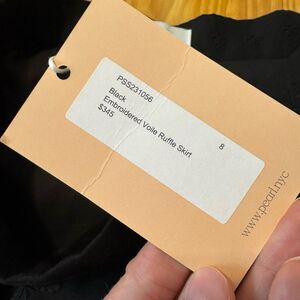 PSS231056
Black 8
Embroidered Voile Ruffle Skirt
$345
www.pearl.nyc